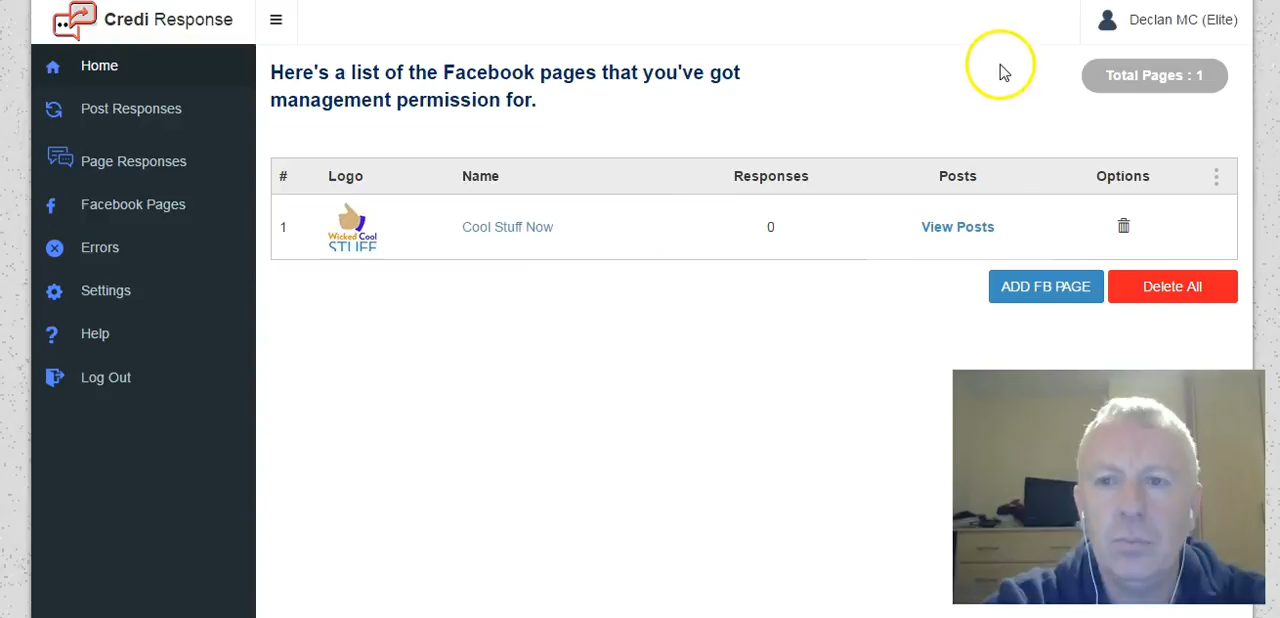 Credi Response
Declan MC (Elite)
Home
Post Responses
Page Responses
Facebook Pages
Errors
Settings
Help
Log Out
Here's a list of the Facebook pages that you've got
management permission for.
Total Pages : 1
# Logo Name Responses Posts Options
1 Wicked Cool Cool Stuff Now 0 View Posts
STUFF
ADD FB PAGE Delete All